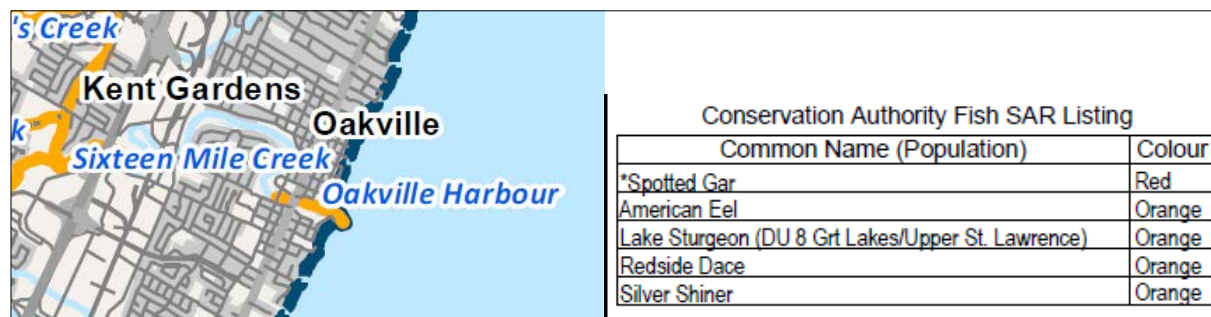 's Creek
Kent Gardens
Oakville
k
Sixteen Mile Creek
Oakville Harbour
Conservation Authority Fish SAR Listing
Common Name (Population) Colour
*Spotted Gar Red
American Eel Orange
Lake Sturgeon (DU 8 Grt Lakes/Upper St. Lawrence) Orange
Redside Dace Orange
Silver Shiner Orange